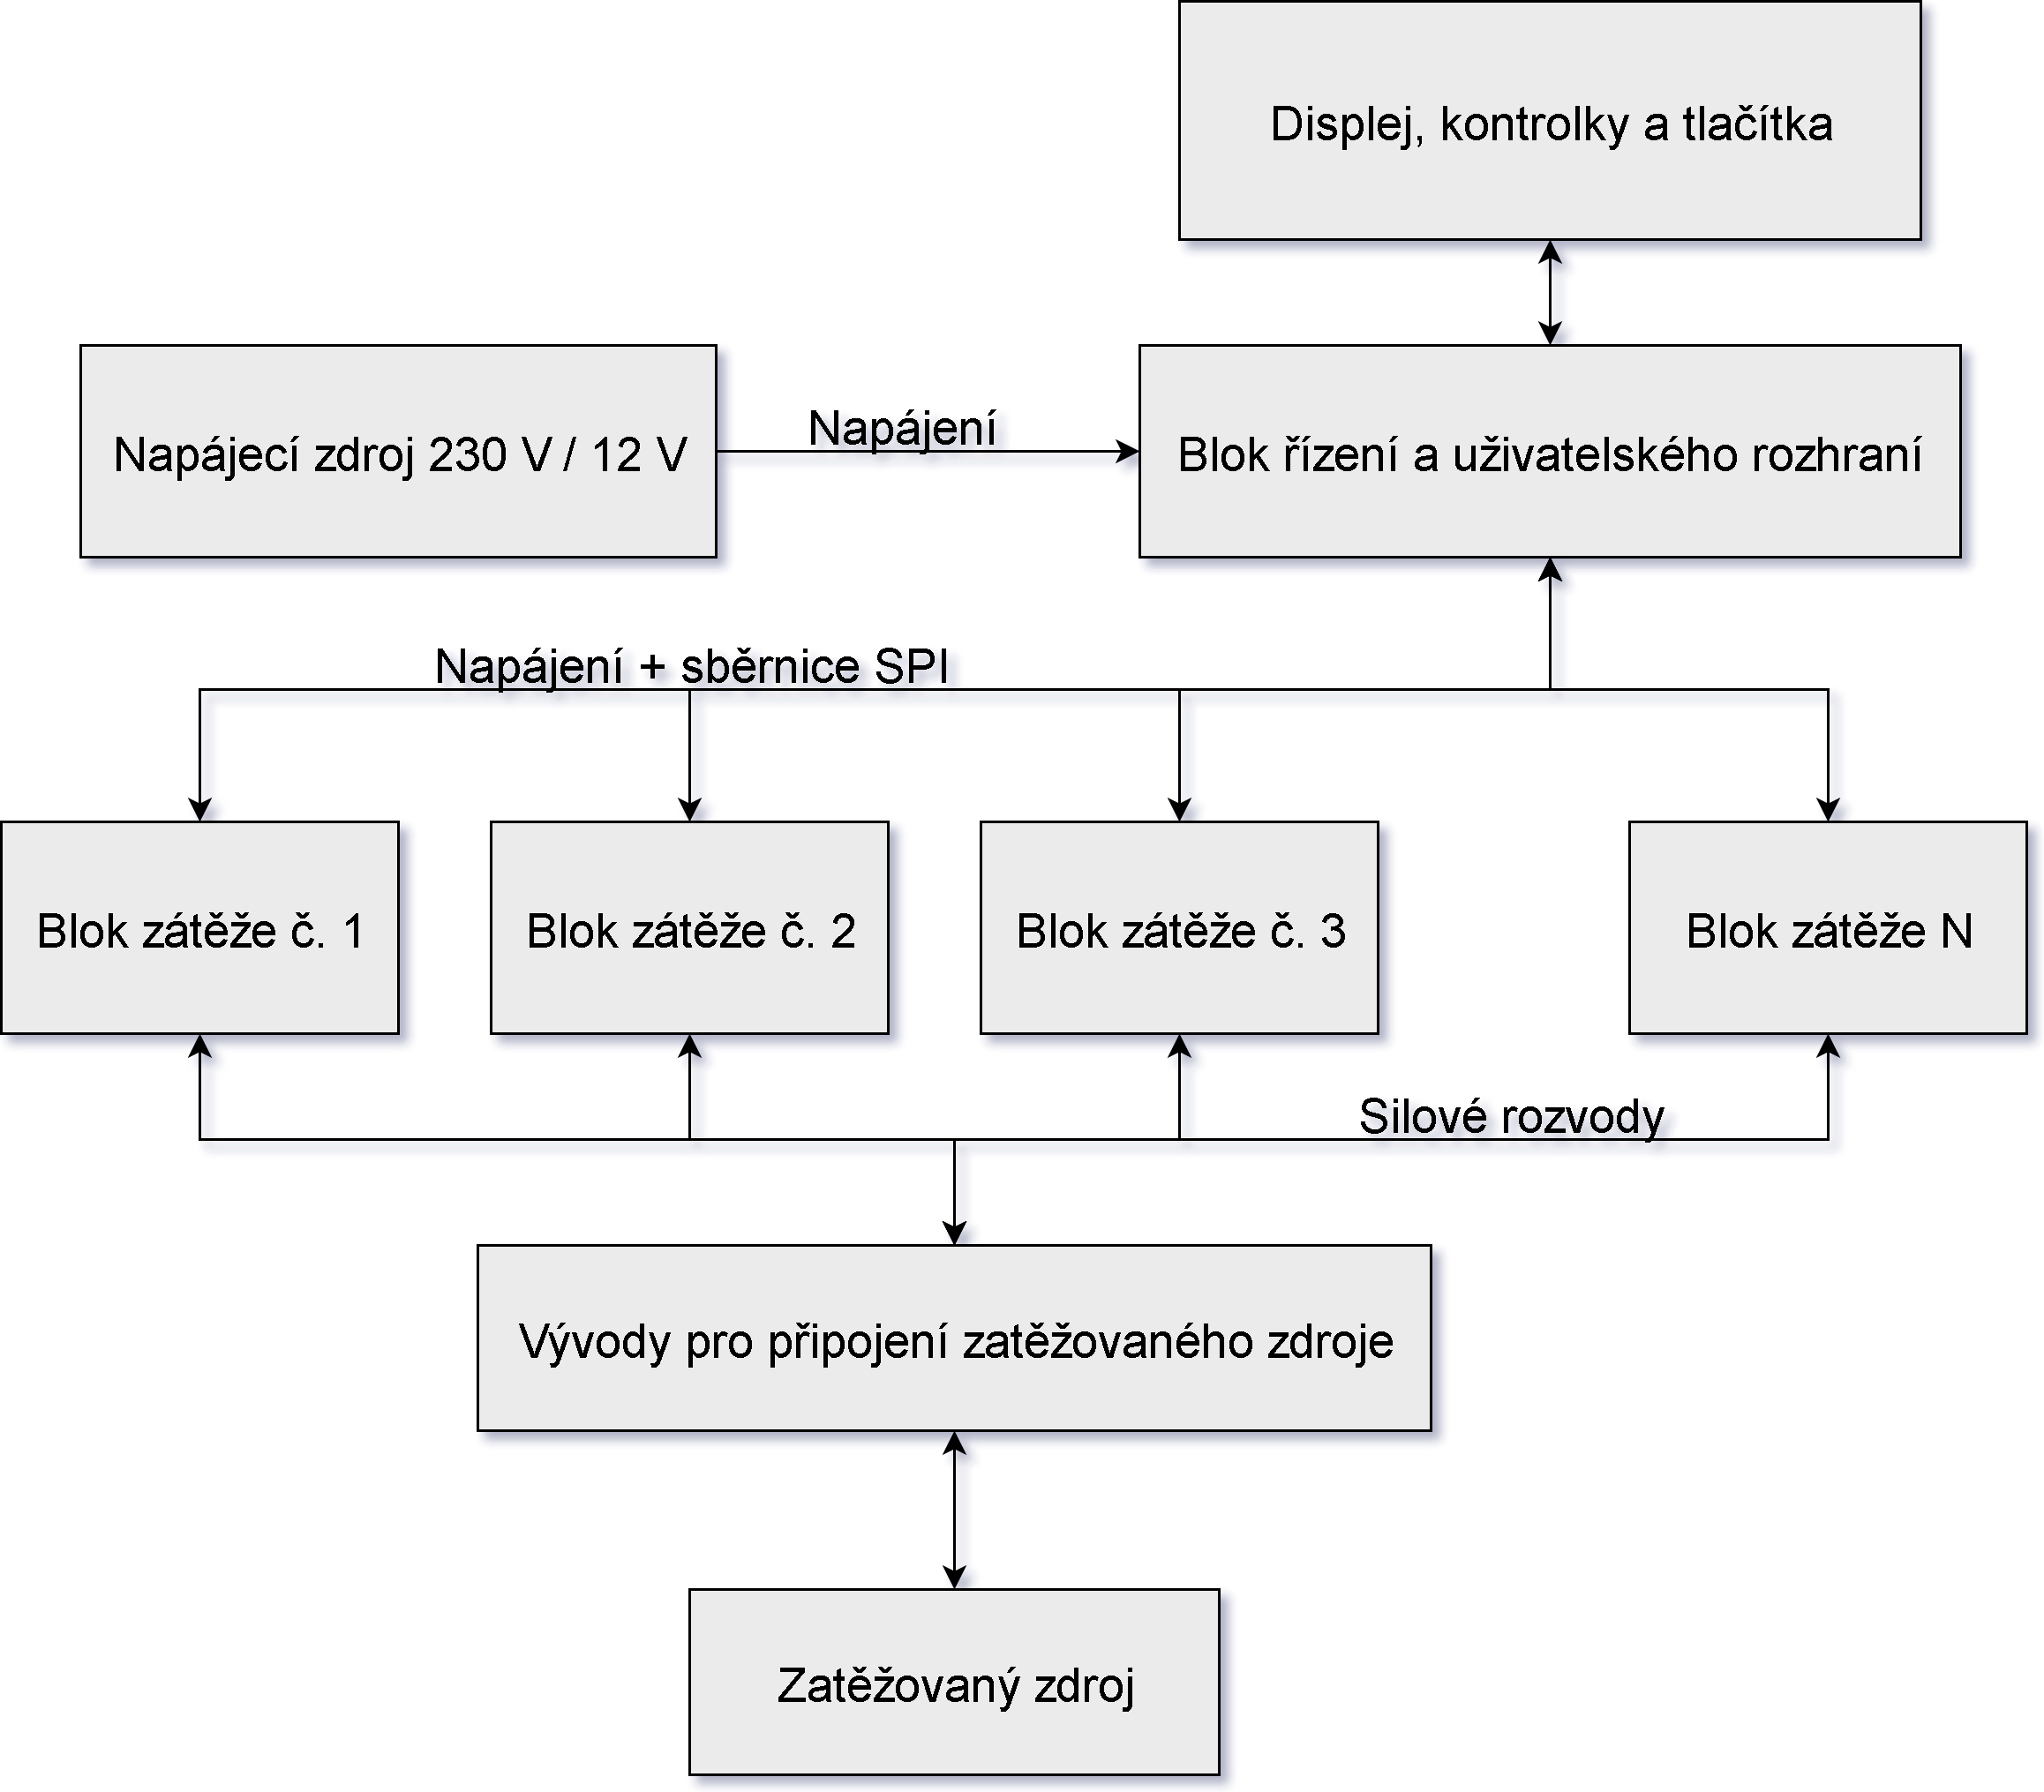 Displej, kontrolky a tlačítka
Napájecí zdroj 230 V / 12 V
Napájení
Blok řízení a uživatelského rozhraní
Napájení + sběrnice SPI
Blok zátěže č. 1
Blok zátěže č. 2
Blok zátěže č. 3
Blok zátěže N
Silové rozvody
Vývody pro připojení zatěžovaného zdroje
Zatěžovaný zdroj